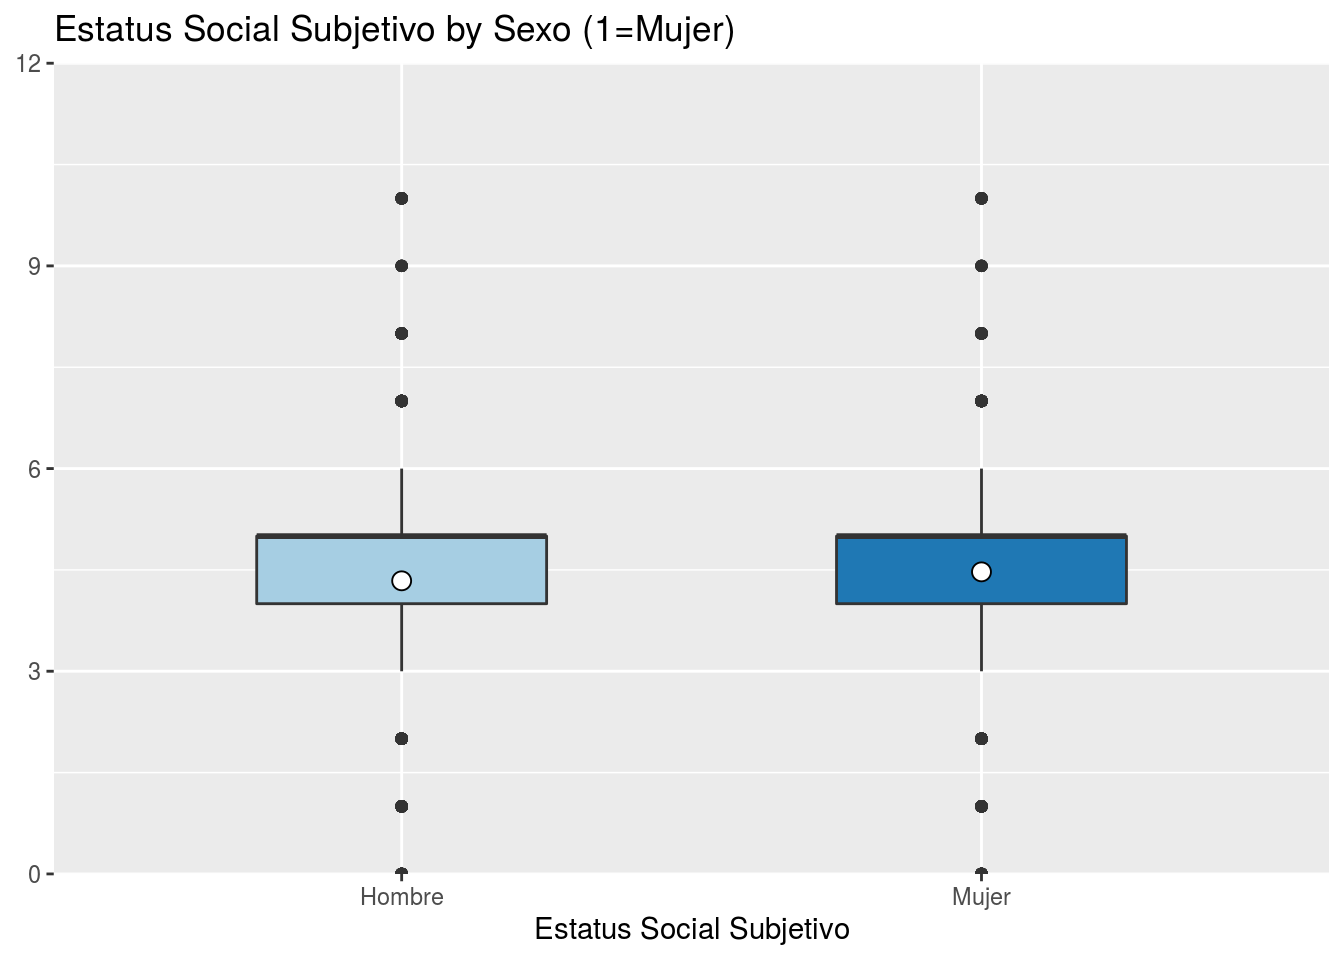 Estatus Social Subjetivo by Sexo (1=Mujer)
12
9
6
3
0
Hombre Mujer
Estatus Social Subjetivo